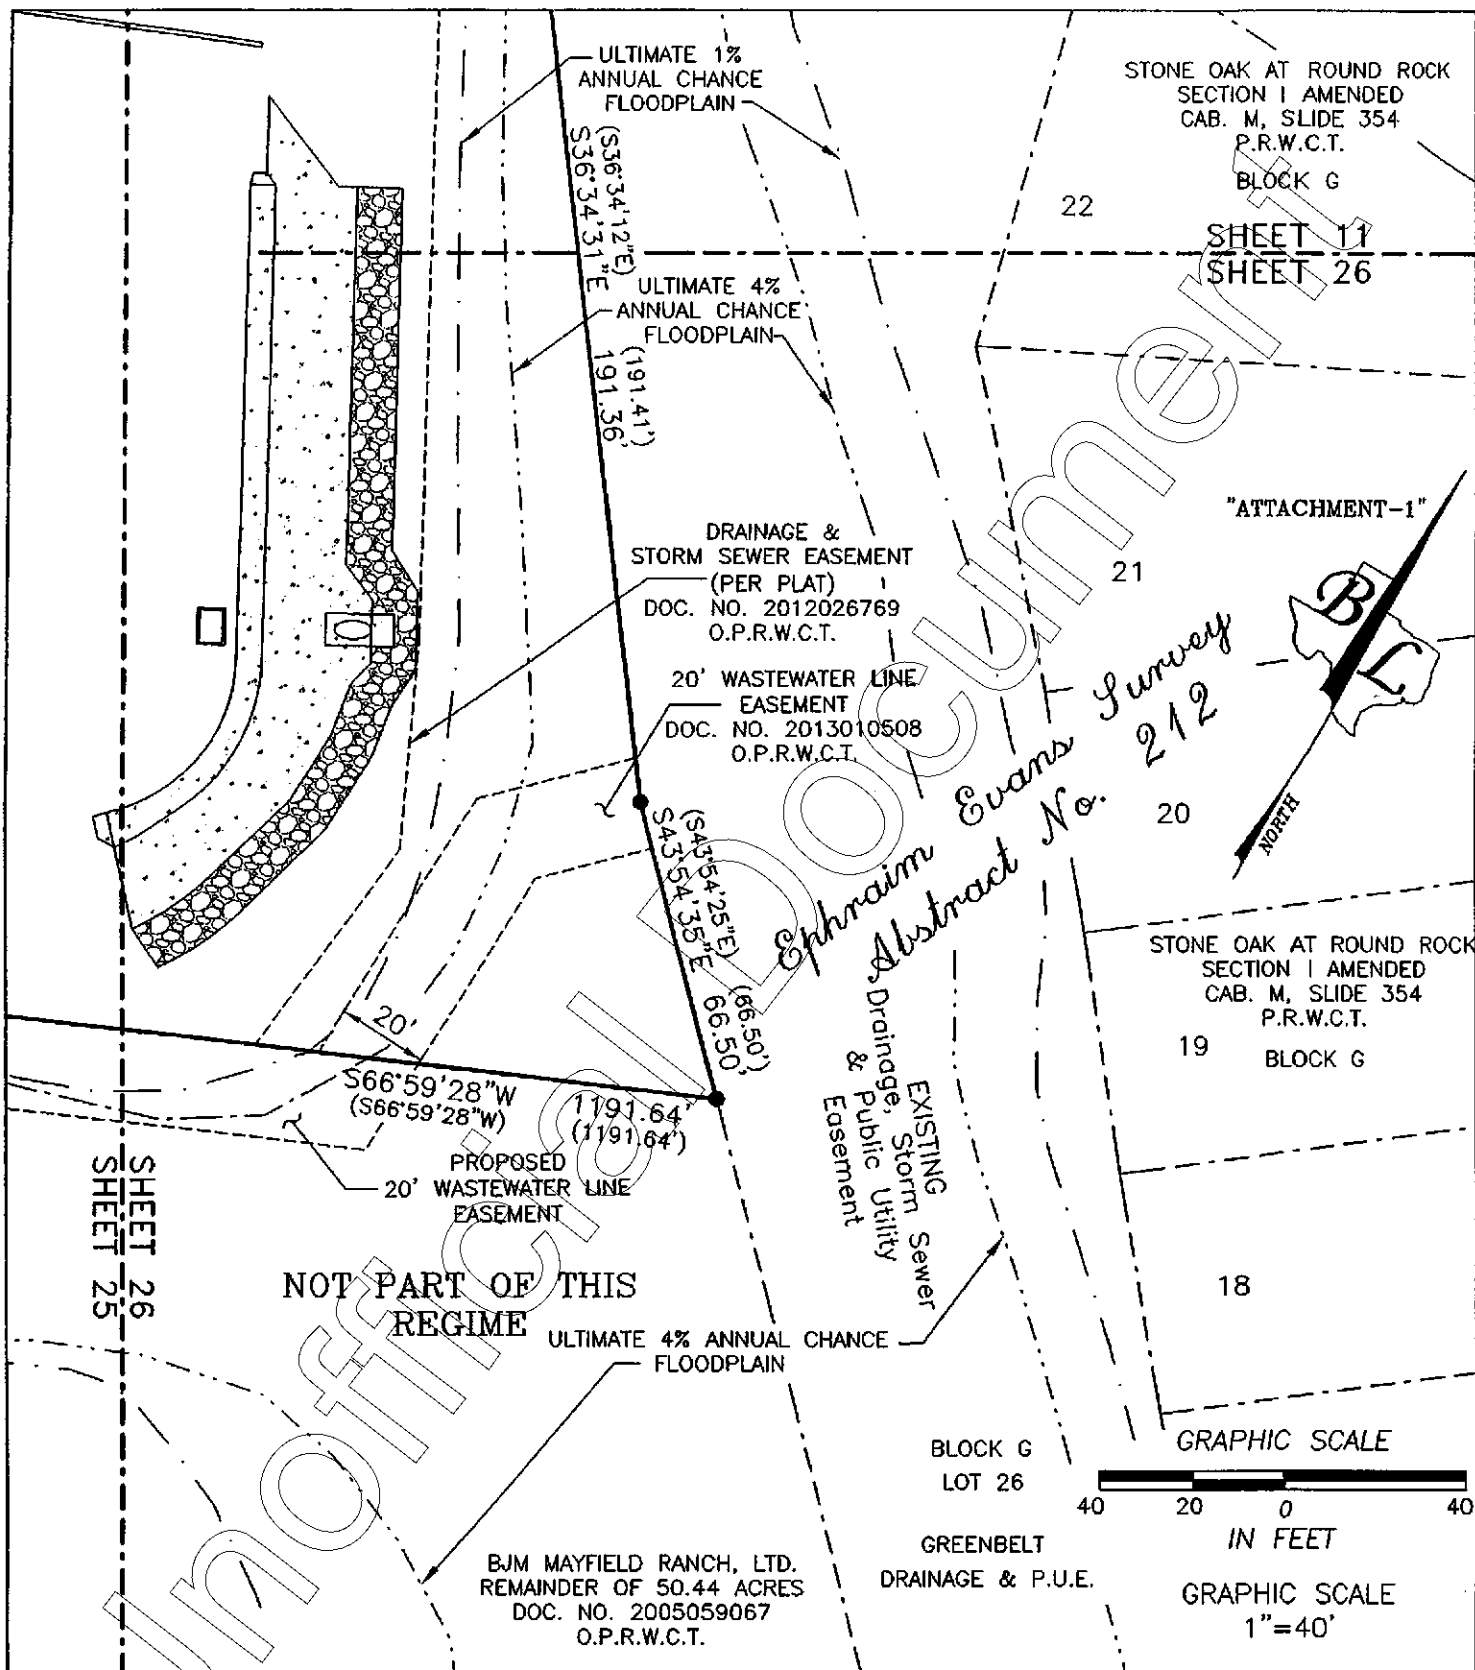 ULTIMATE 1%
ANNUAL CHANCE
FLOODPLAIN
STONE OAK AT ROUND ROCK
SECTION I AMENDED
CAB. M, SLIDE 354
P.R.W.C.T.
BLOCK G
22
SHEET 11
SHEET 26
(S36°34'12"E)
S36°34'31"E
(191.41')
191.36'
ULTIMATE 4%
ANNUAL CHANCE
FLOODPLAIN
"ATTACHMENT-1"
DRAINAGE &
STORM SEWER EASEMENT
(PER PLAT)
DOC. NO. 2012026769
O.P.R.W.C.T.
21
B
L
NORTH
20' WASTEWATER LINE
EASEMENT
DOC. NO. 2013010508
O.P.R.W.C.T.
Ephraim Evans Survey
Abstract No. 212
20
(S43°54'25"E) (66.50')
S43°54'35"E 66.50'
STONE OAK AT ROUND ROCK
SECTION I AMENDED
CAB. M, SLIDE 354
P.R.W.C.T.
BLOCK G
19
20'
S66°59'28"W 1191.64'
(S66°59'28"W) (1191.64')
EXISTING
Drainage, Storm Sewer
& Public Utility
Easement
PROPOSED
20' WASTEWATER LINE
EASEMENT
SHEET 26
SHEET 25
NOT PART OF THIS
REGIME
18
ULTIMATE 4% ANNUAL CHANCE
FLOODPLAIN
BLOCK G
LOT 26
GREENBELT
DRAINAGE & P.U.E.
GRAPHIC SCALE
40 20 0 40
IN FEET
GRAPHIC SCALE
1"=40'
BJM MAYFIELD RANCH, LTD.
REMAINDER OF 50.44 ACRES
DOC. NO. 2005059067
O.P.R.W.C.T.
Unofficial Document